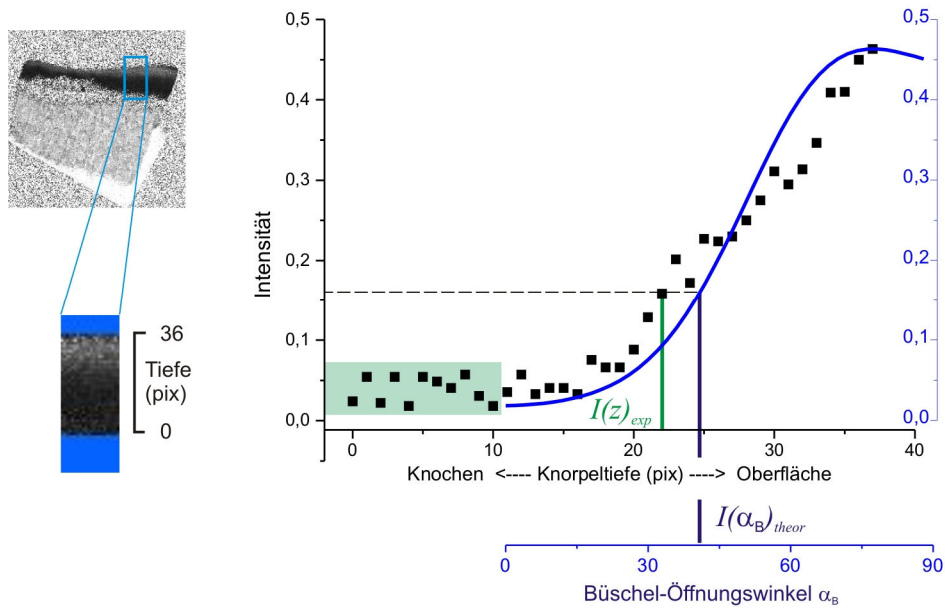 36
Tiefe
(pix)
0
Intensität
0,5
0,4
0,3
0,2
0,1
0,0
0,5
0,4
0,3
0,2
0,1
0,0
I(z)exp
0 10 20 30 40
Knochen <---- Knorpeltiefe (pix) ----> Oberfläche
I(αB)theor
0 30 60 90
Büschel-Öffnungswinkel αB